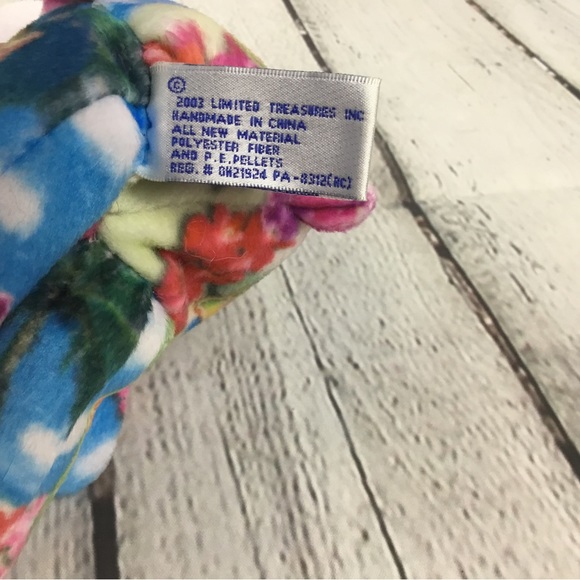 ©
2003 LIMITED TREASURES INC
HANDMADE IN CHINA
ALL NEW MATERIAL
POLYESTER FIBER
AND P.E.PELLETS
REG. # OH21924 PA-8312(RC)